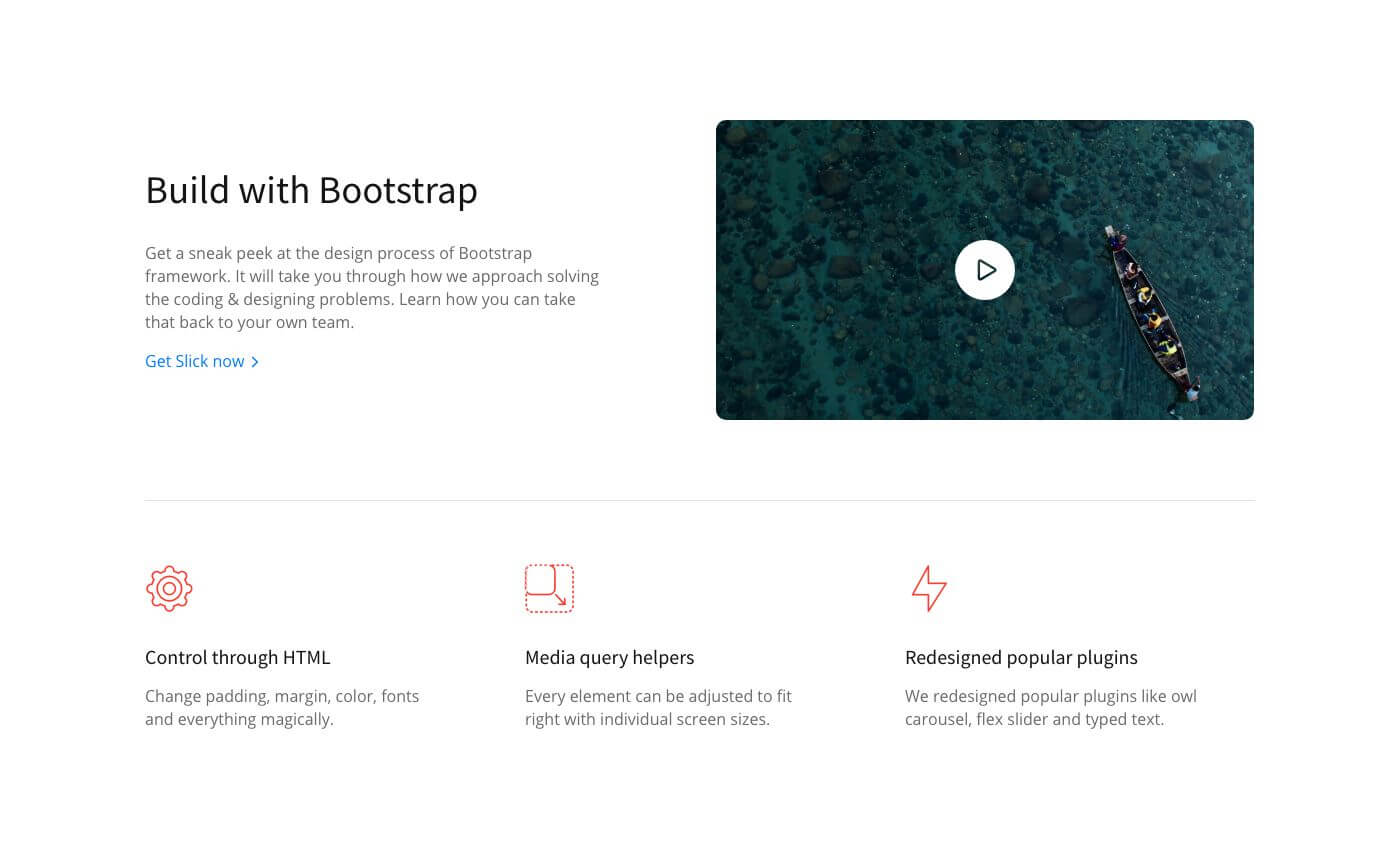 Build with Bootstrap
Get a sneak peek at the design process of Bootstrap
framework. It will take you through how we approach solving
the coding & designing problems. Learn how you can take
that back to your own team.
Get Slick now
Control through HTML
Change padding, margin, color, fonts
and everything magically.
Media query helpers
Every element can be adjusted to fit
right with individual screen sizes.
Redesigned popular plugins
We redesigned popular plugins like owl
carousel, flex slider and typed text.